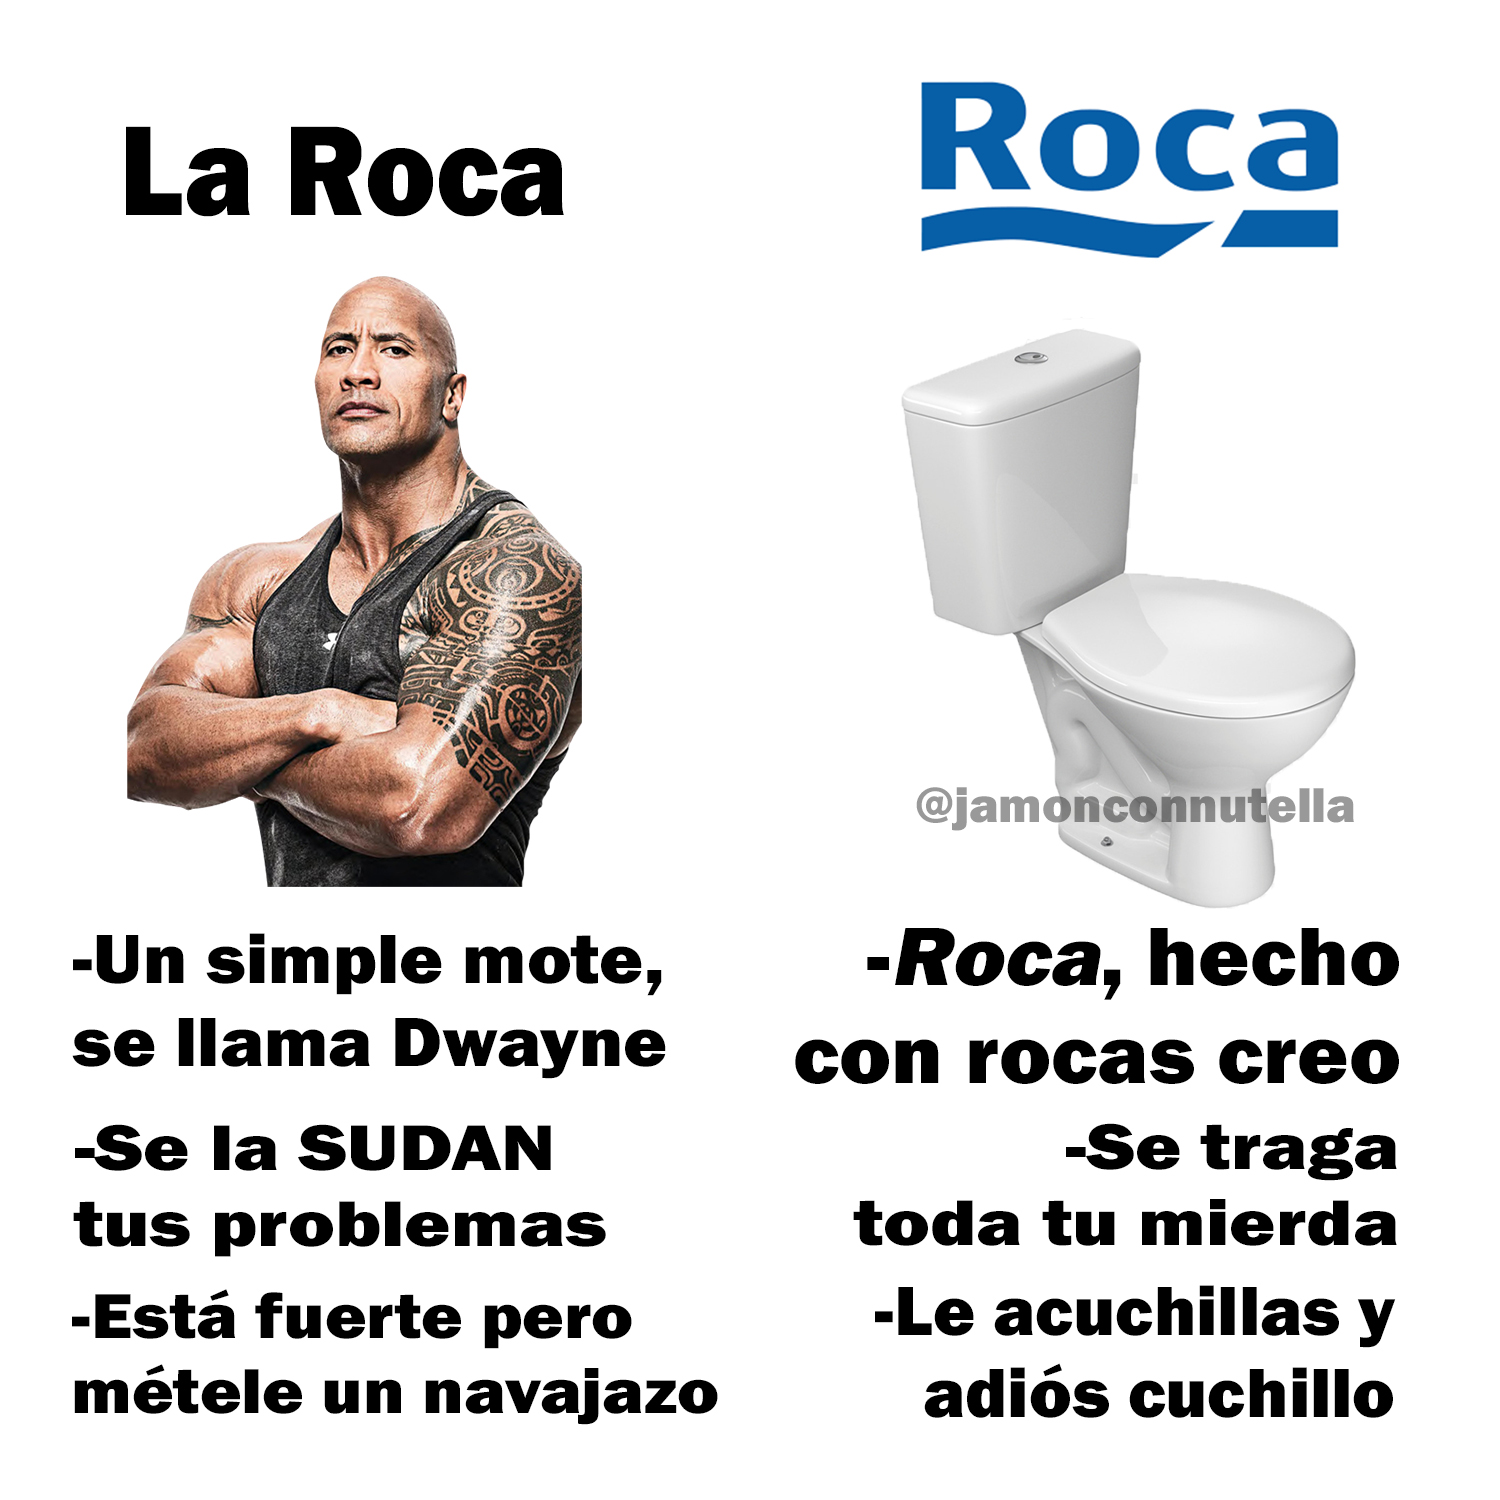 La Roca
Roca
@jamonconnutella
-Un simple mote,
se llama Dwayne
-Se la SUDAN
tus problemas
-Está fuerte pero
métele un navajazo
-Roca, hecho
con rocas creo
-Se traga
toda tu mierda
-Le acuchillas y
adiós cuchillo